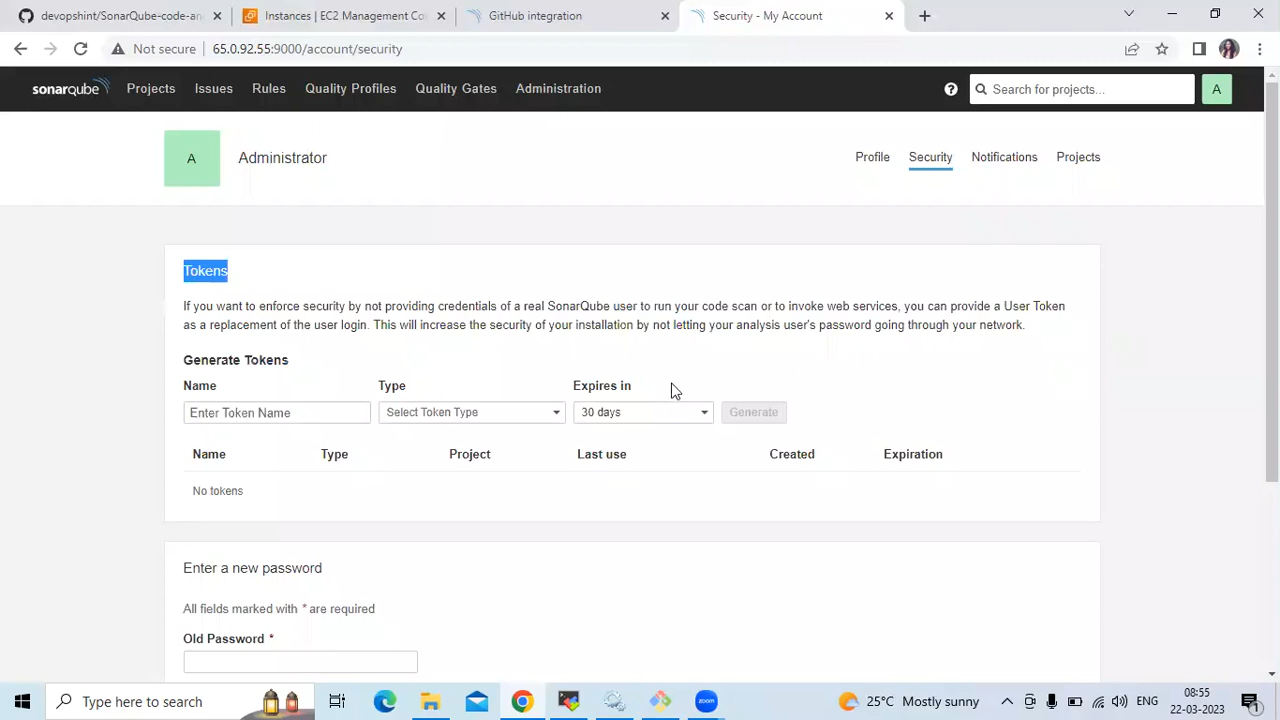 devopshint/SonarQube-code-an
Instances | EC2 Management Co
GitHub integration
Security - My Account
Not secure
65.0.92.55:9000/account/security
sonarqube
Projects
Issues
Rules
Quality Profiles
Quality Gates
Administration
?
Search for projects...
A
A
Administrator
Profile
Security
Notifications
Projects
Tokens
If you want to enforce security by not providing credentials of a real SonarQube user to run your code scan or to invoke web services, you can provide a User Token
as a replacement of the user login. This will increase the security of your installation by not letting your analysis user's password going through your network.
Generate Tokens
Name
Type
Expires in
Enter Token Name
Select Token Type
30 days
Generate
Name
Type
Project
Last use
Created
Expiration
No tokens
Enter a new password
All fields marked with * are required
Old Password *
Type here to search
zoom
25°C Mostly sunny
ENG
08:55
22-03-2023
1